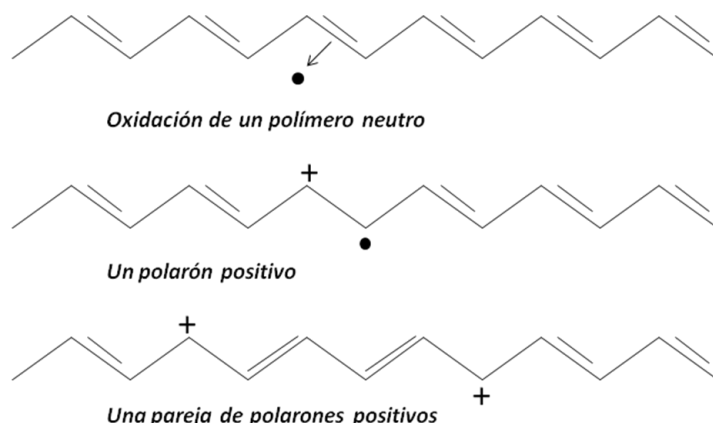 Oxidación de un polímero neutro
+
Un polarón positivo
+
+
Una pareja de polarones positivos